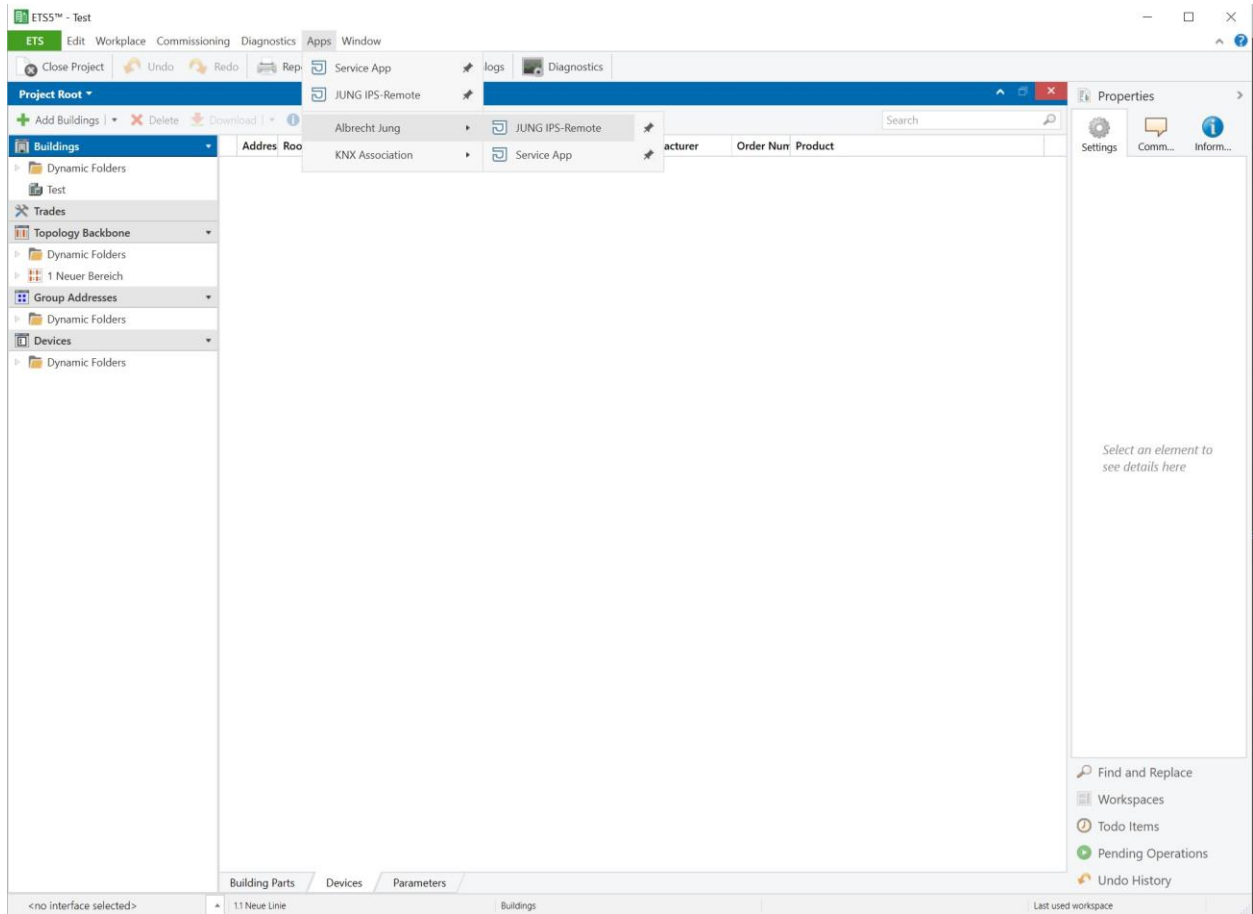 ETS5™ - Test
ETS Edit Workplace Commissioning Diagnostics Apps Window
Close Project Undo Redo Rep logs Diagnostics
Service App
JUNG IPS-Remote
Albrecht Jung
KNX Association
JUNG IPS-Remote
Service App
Project Root
Add Buildings Delete Download Search
Buildings
Dynamic Folders
Test
Trades
Topology Backbone
Dynamic Folders
1 Neuer Bereich
Group Addresses
Dynamic Folders
Devices
Dynamic Folders
Addres Roo acturer Order Num Product
Properties
Settings Comm... Inform...
Select an element to
see details here
Find and Replace
Workspaces
Todo Items
Pending Operations
Undo History
Building Parts Devices Parameters
<no interface selected> 1.1 Neue Linie Buildings Last used workspace